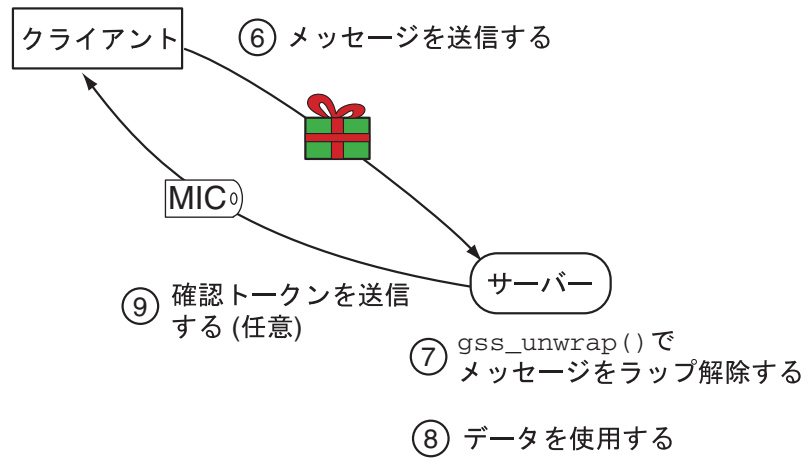 クライアント
⑥ メッセージを送信する
MIC
サーバー
⑨ 確認トークンを送信
する (任意)
⑦ gss_unwrap()で
メッセージをラップ解除する
⑧ データを使用する